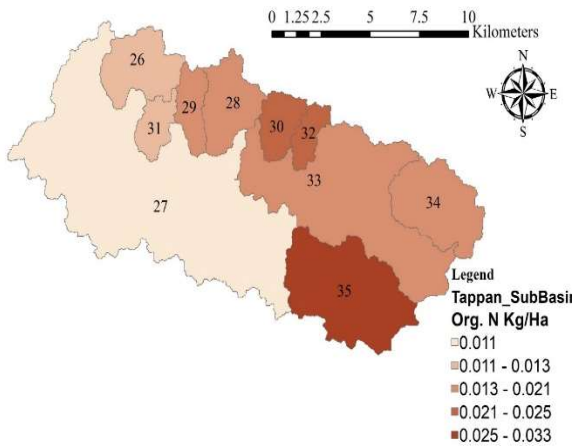 0 1.25 2.5 5 7.5 10
Kilometers
N
W E
S
26
29
28
31
30
32
33
34
27
35
Legend
Tappan_SubBasin
Org. N Kg/Ha
0.011
0.011 - 0.013
0.013 - 0.021
0.021 - 0.025
0.025 - 0.033